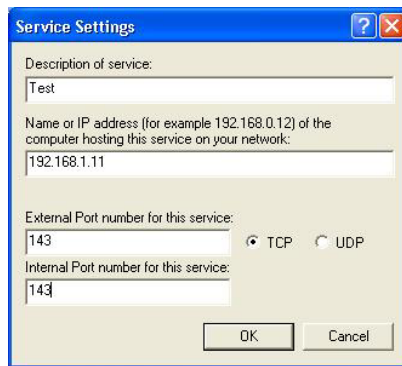 Service Settings
Description of service:
Test
Name or IP address (for example 192.168.0.12) of the
computer hosting this service on your network:
192.168.1.11
External Port number for this service:
143
TCP
UDP
Internal Port number for this service:
143
OK
Cancel